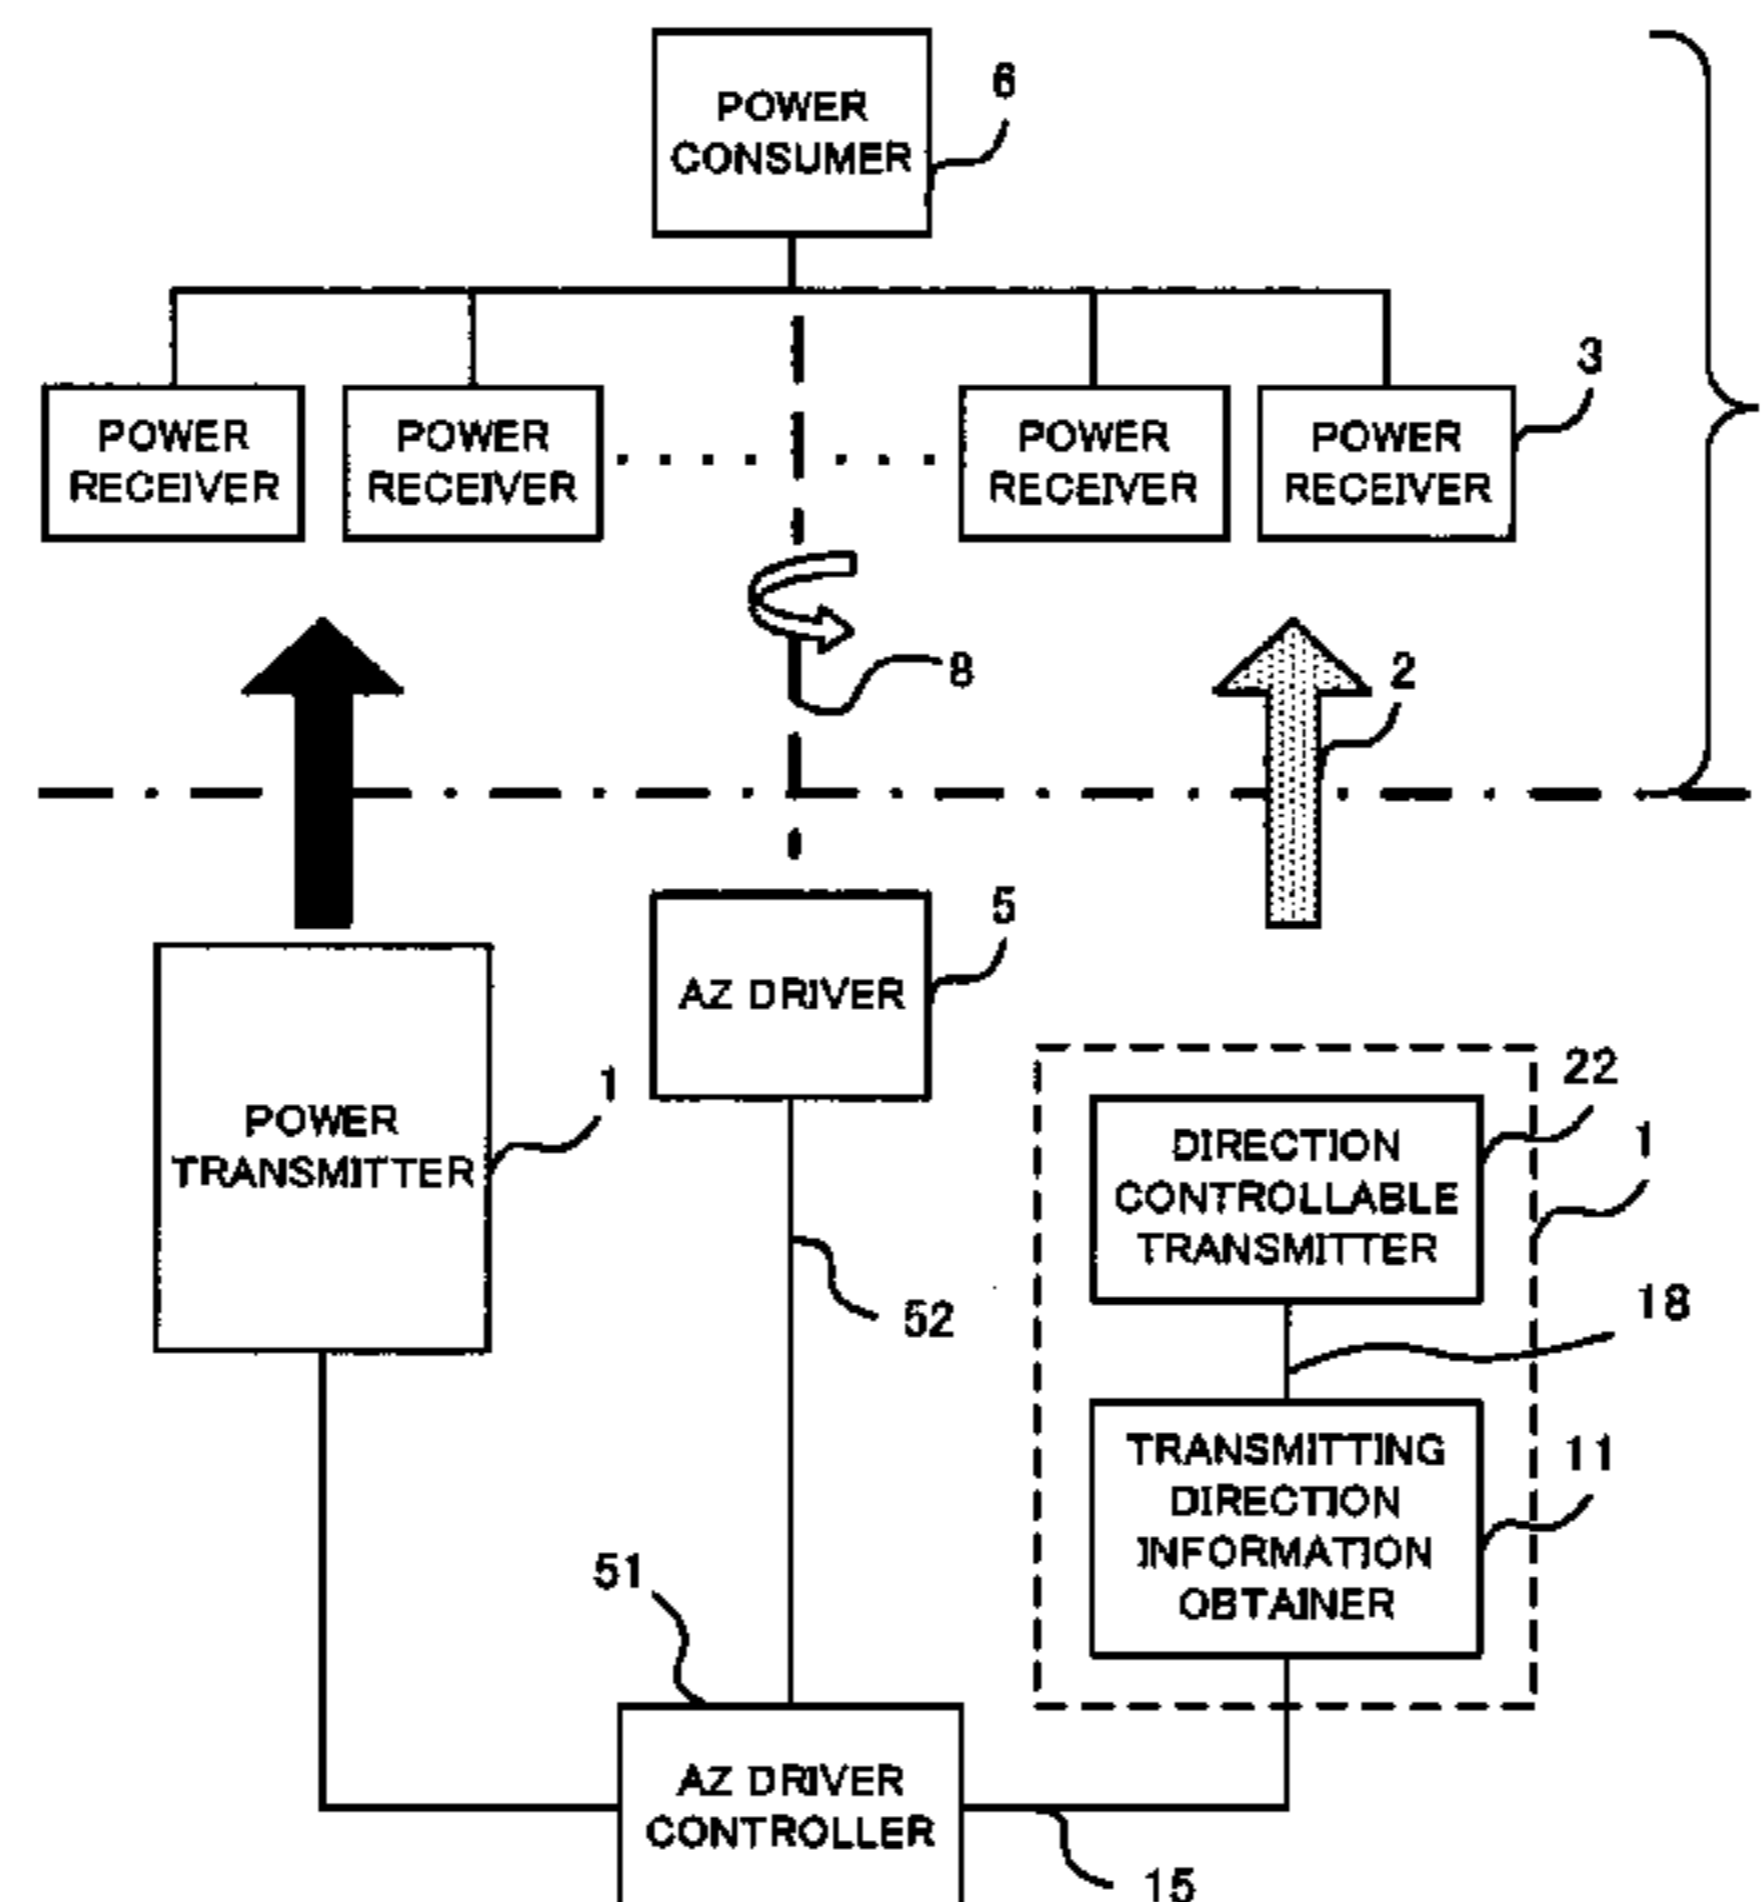 POWER
CONSUMER
6
3
POWER
RECEIVER
POWER
RECEIVER
POWER
RECEIVER
POWER
RECEIVER
8
2
5
AZ DRIVER
1
POWER
TRANSMITTER
22
DIRECTION
CONTROLLABLE
TRANSMITTER
1
52
18
TRANSMITTING
DIRECTION
INFORMATION
OBTAINER
11
51
AZ DRIVER
CONTROLLER
15